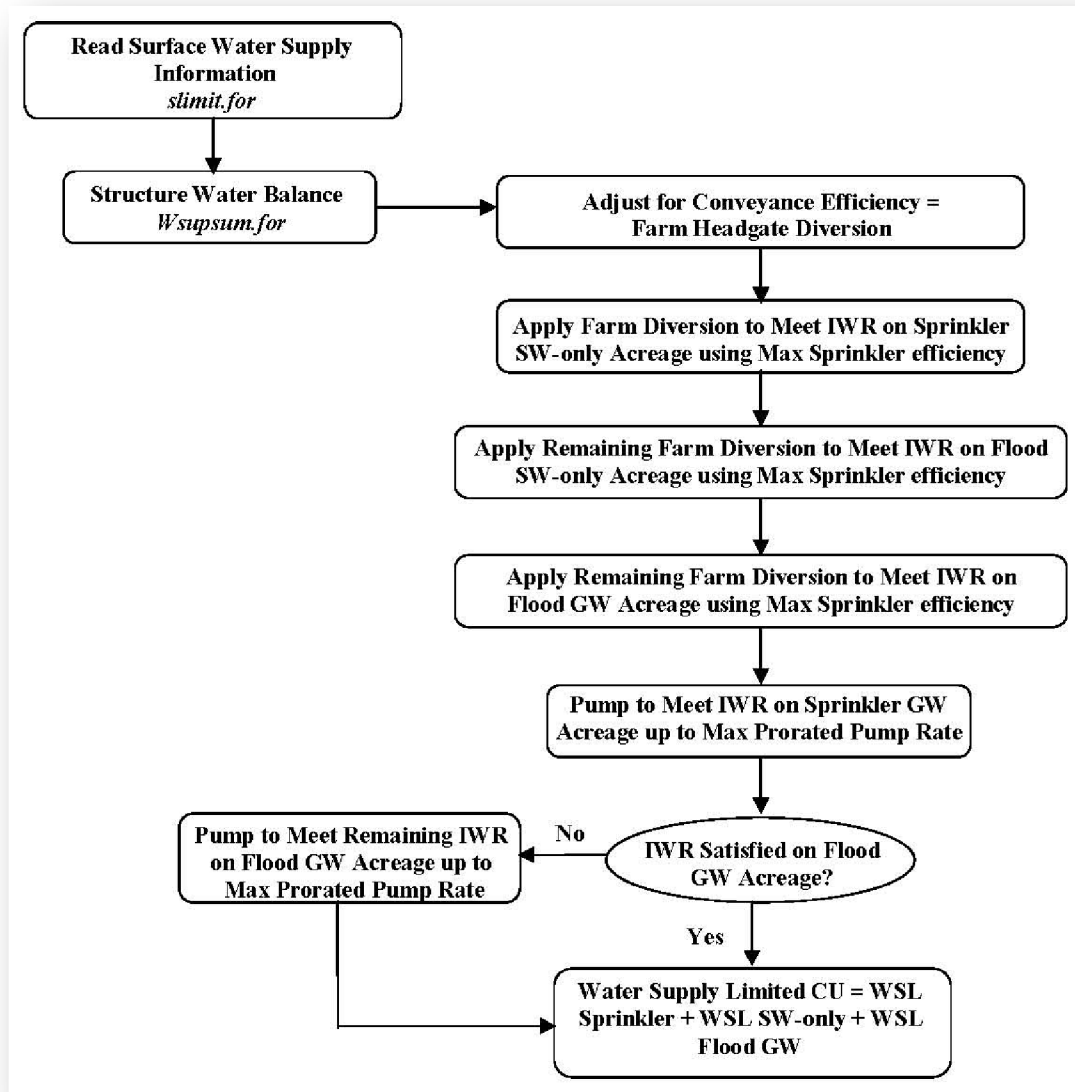 Read Surface Water Supply
Information
slimit.for
Structure Water Balance
Wsupsum.for
Adjust for Conveyance Efficiency =
Farm Headgate Diversion
Apply Farm Diversion to Meet IWR on Sprinkler
SW-only Acreage using Max Sprinkler efficiency
Apply Remaining Farm Diversion to Meet IWR on Flood
SW-only Acreage using Max Sprinkler efficiency
Apply Remaining Farm Diversion to Meet IWR on
Flood GW Acreage using Max Sprinkler efficiency
Pump to Meet IWR on Sprinkler GW
Acreage up to Max Prorated Pump Rate
IWR Satisfied on Flood
GW Acreage?
No
Pump to Meet Remaining IWR
on Flood GW Acreage up to
Max Prorated Pump Rate
Yes
Water Supply Limited CU = WSL
Sprinkler + WSL SW-only + WSL
Flood GW